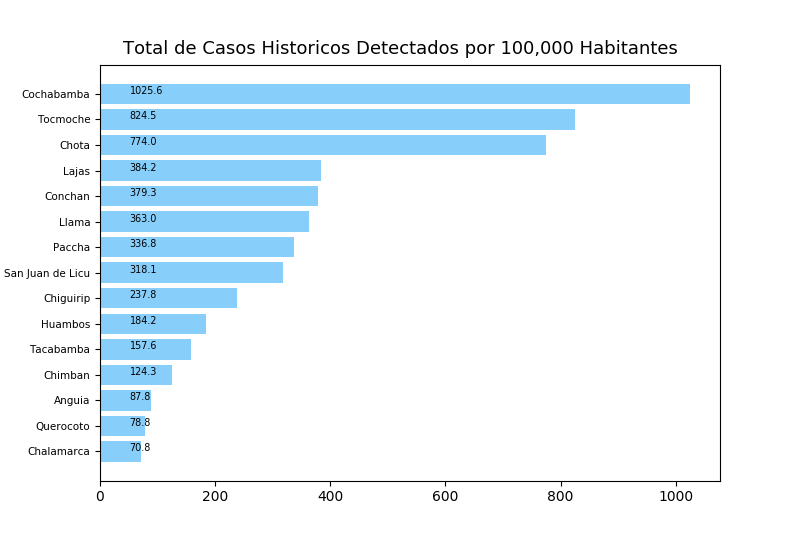 Total de Casos Historicos Detectados por 100,000 Habitantes
Cochabamba 1025.6
Tocmoche 824.5
Chota 774.0
Lajas 384.2
Conchan 379.3
Llama 363.0
Paccha 336.8
San Juan de Licu 318.1
Chiguirip 237.8
Huambos 184.2
Tacabamba 157.6
Chimban 124.3
Anguia 87.8
Querocoto 78.8
Chalamarca 70.8
0 200 400 600 800 1000